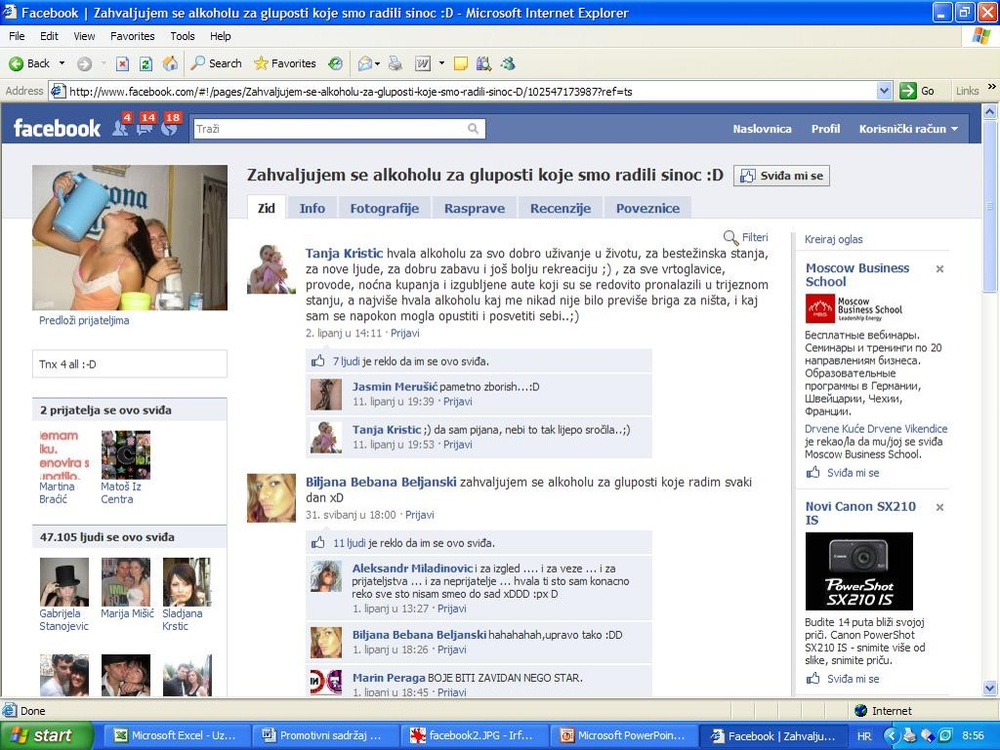 Facebook | Zahvaljujem se alkoholu za gluposti koje smo radili sinoc :D - Microsoft Internet Explorer
File Edit View Favorites Tools Help
Back Search Favorites
Address http://www.facebook.com/#!/pages/Zahvaljujem-se-alkoholu-za-gluposti-koje-smo-radili-sinoc-D/102547173987?ref=ts Go Links »
facebook 4 14 18 Traži Naslovnica Profil Korisnički račun
Zahvaljujem se alkoholu za gluposti koje smo radili sinoc :D Sviđa mi se
Zid Info Fotografije Rasprave Recenzije Poveznice
Corona
Predloži prijateljima
Tnx 4 all :-D
2 prijatelja se ovo sviđa
Martina
Braćić
Matoš Iz
Centra
47.105 ljudi se ovo sviđa
Gabrijela
Stanojevic
Marija Mišić
Sladjana
Krstic
Filteri
Tanja Kristic hvala alkoholu za svo dobro uživanje u životu, za bestežinska stanja,
za nove ljude, za dobru zabavu i još bolju rekreaciju ;) , za sve vrtoglavice,
provode, noćna kupanja i izgubljene aute koji su se redovito pronalazili u trijeznom
stanju, a najviše hvala alkoholu kaj me nikad nije bilo previše briga za ništa, i kaj
sam se napokon mogla opustiti i posvetiti sebi..;)
2. lipanj u 14:11 · Prijavi
7 ljudi je reklo da im se ovo sviđa.
Jasmin Merušić pametno zborish...:D
11. lipanj u 19:39 · Prijavi
Tanja Kristic ;) da sam pijana, nebi to tak lijepo sročila..;)
11. lipanj u 19:53 · Prijavi
Biljana Bebana Beljanski zahvaljujem se alkoholu za gluposti koje radim svaki
dan xD
31. svibanj u 18:00 · Prijavi
11 ljudi je reklo da im se ovo sviđa.
Aleksandr Miladinovic i za izgled .... i za veze ... i za
prijateljstva ... i za neprijatelje ... hvala ti sto sam konacno
reko sve sto nisam smeo do sad xDDD :px D
1. lipanj u 13:27 · Prijavi
Biljana Bebana Beljanski hahahahah,upravo tako :DD
1. lipanj u 18:26 · Prijavi
Marin Peraga BOJE BITI ZAVIDAN NEGO STAR.
1. lipanj u 18:45 · Prijavi
Kreiraj oglas
Moscow Business
School
MBS Moscow
Business School
Leadership Energy
Бесплатные вебинары.
Семинары и тренинги по 20
направлениям бизнеса.
Образовательные
программы в Германии,
Швейцарии, Чехии,
Франции.
Drvene Kuće Drvene Vikendice
je rekao/la da mu/joj se sviđa
Moscow Business School.
Sviđa mi se
Novi Canon SX210
IS
PowerShot
SX210 IS
Budite 14 puta bliži svojoj
priči. Canon PowerShot
SX210 IS - snimite više od
slike, snimite priču.
Sviđa mi se
Done Internet
start Microsoft Excel - Uz... Promotivni sadržaj ... facebook2.JPG - Irf... Microsoft PowerPoin... Facebook | Zahvalju... HR 8:56